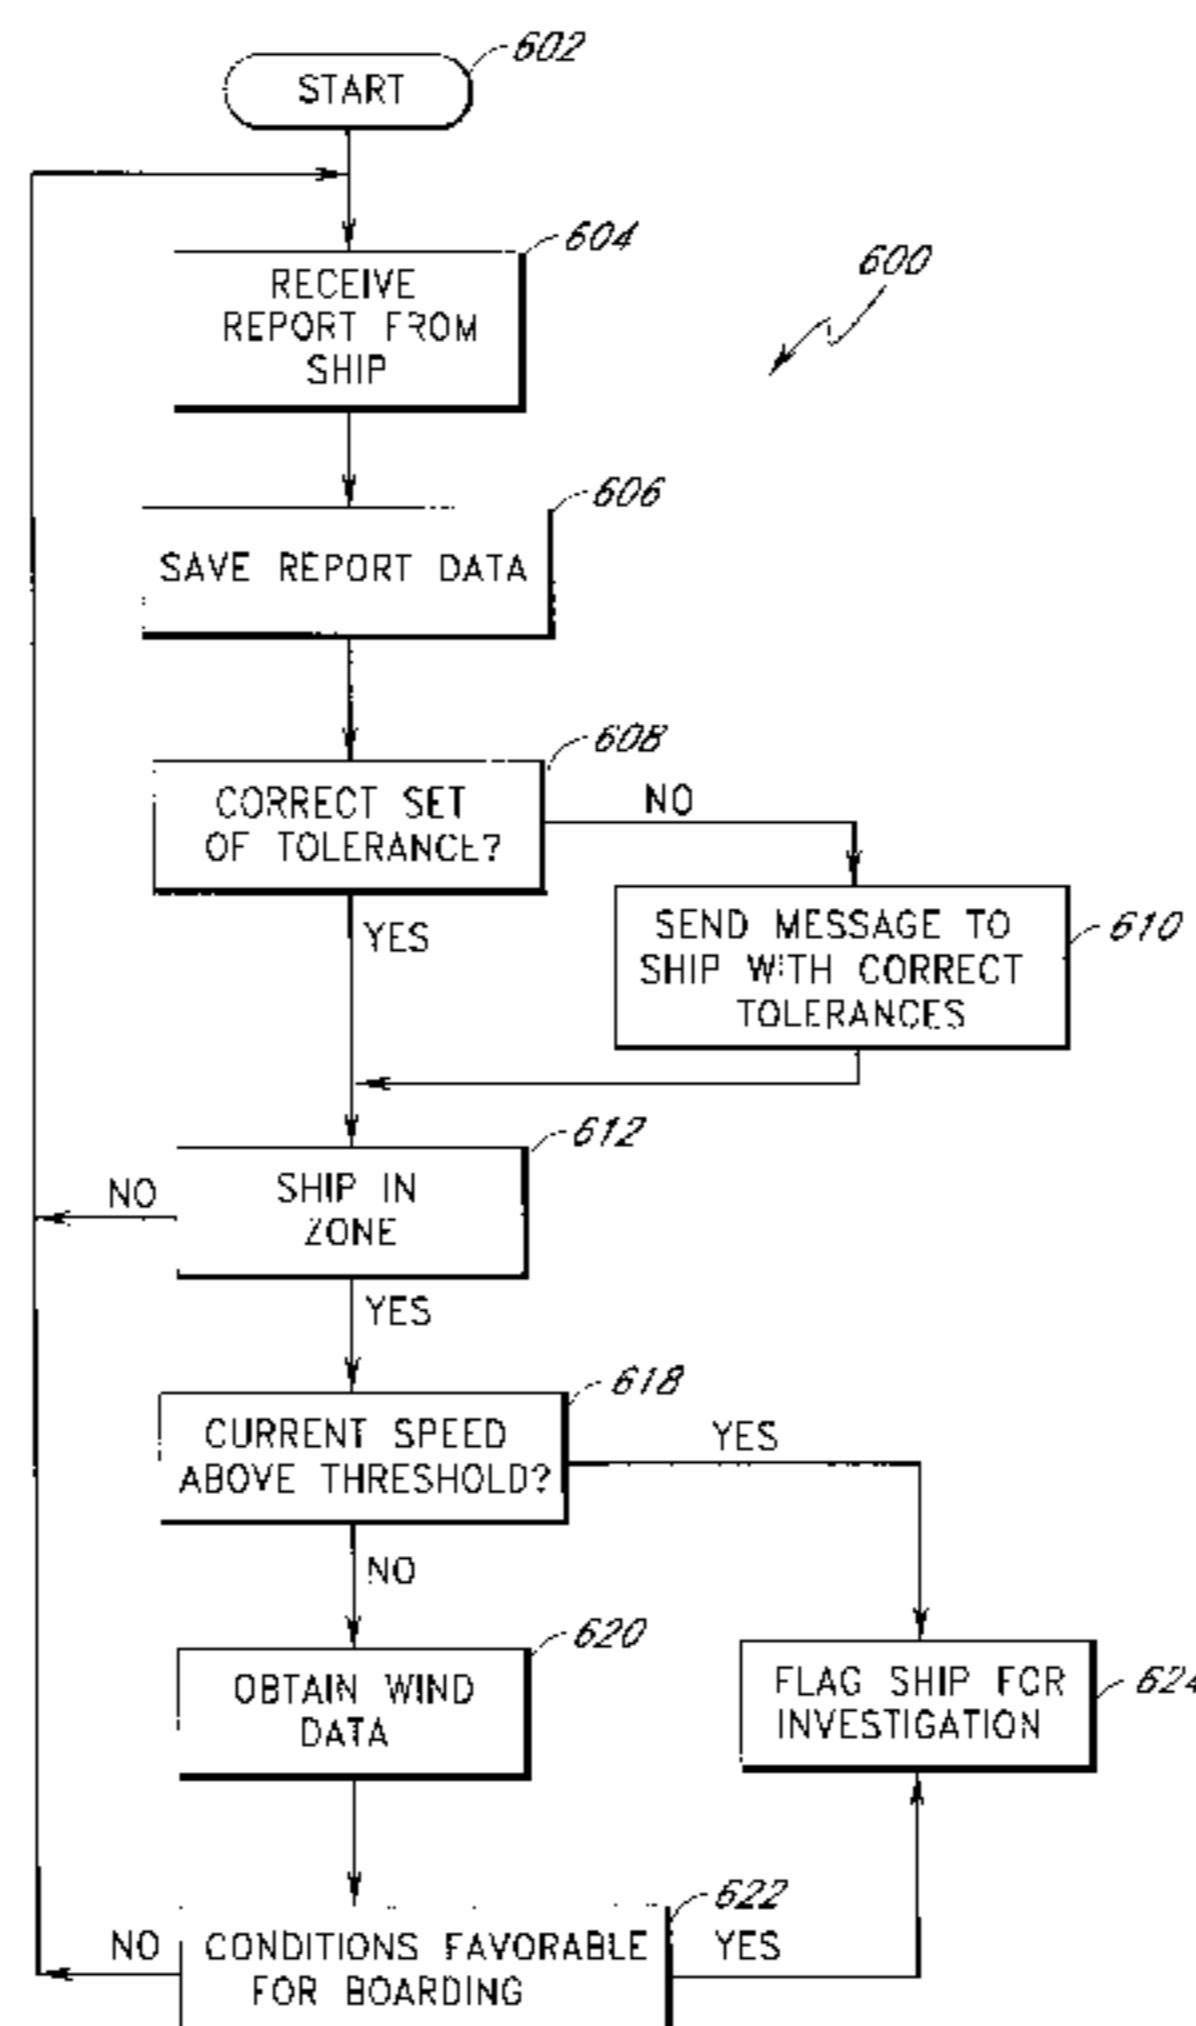 602
START
604
RECEIVE
REPORT FROM
SHIP
600
606
SAVE REPORT DATA
608
CORRECT SET
OF TOLERANCE?
NO
YES
SEND MESSAGE TO
SHIP WITH CORRECT
TOLERANCES
610
612
SHIP IN
ZONE
NO
YES
618
CURRENT SPEED
ABOVE THRESHOLD?
YES
NO
620
OBTAIN WIND
DATA
FLAG SHIP FOR
INVESTIGATION
624
622
NO
CONDITIONS FAVORABLE
FOR BOARDING
YES